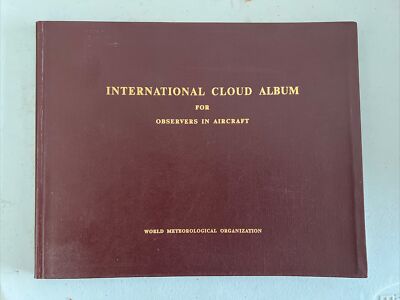 INTERNATIONAL CLOUD ALBUM
FOR
OBSERVERS IN AIRCRAFT
WORLD METEOROLOGICAL ORGANIZATION